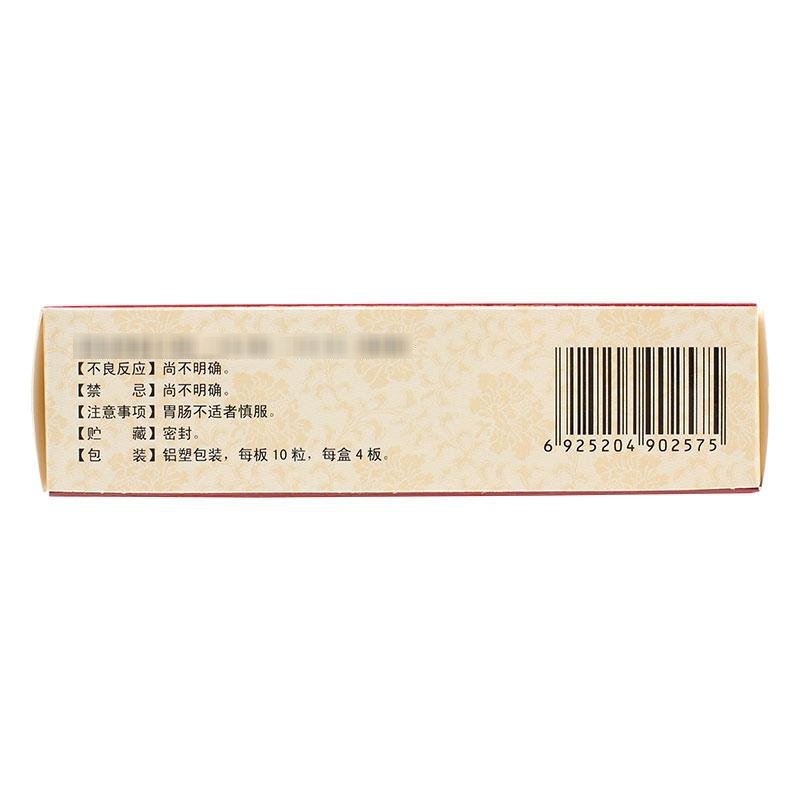 【不良反应】尚不明确。
【禁 忌】尚不明确。
【注意事项】胃肠不适者慎服。
【贮 藏】密封。
【包 装】铝塑包装，每板10粒，每盒4板。
6 925204 902575